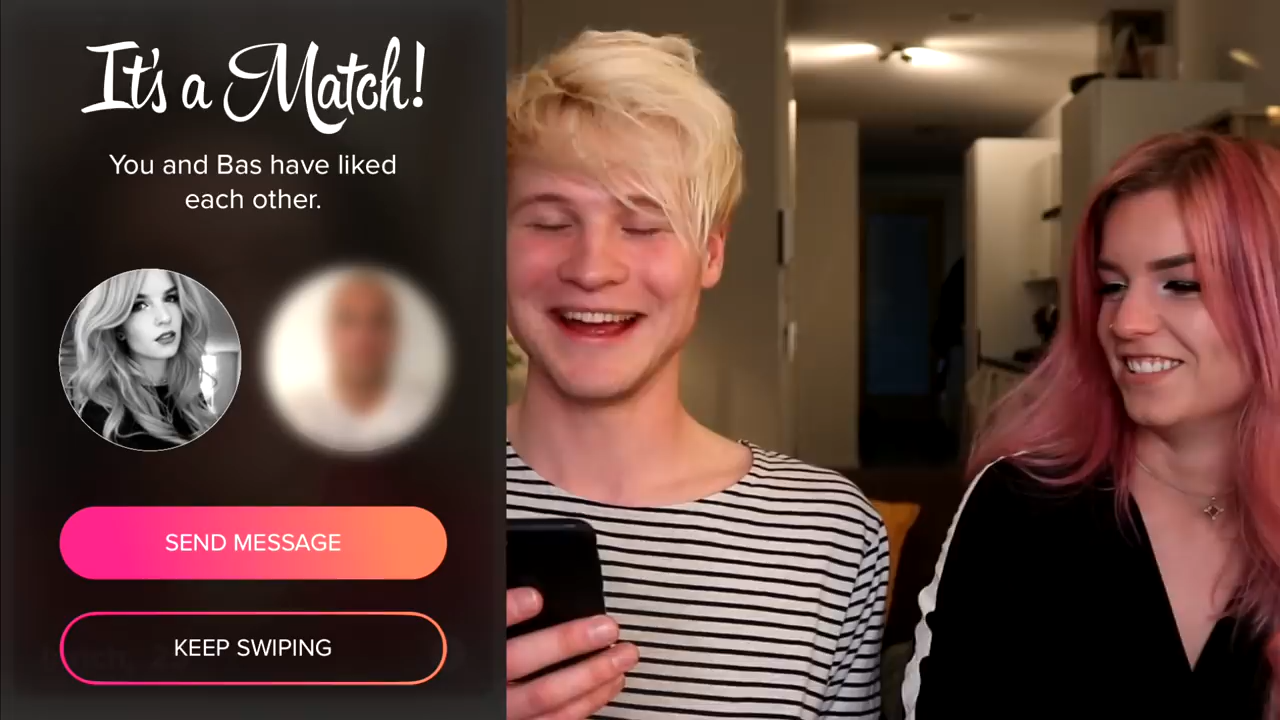 It's a Match!
You and Bas have liked
each other.
SEND MESSAGE
KEEP SWIPING